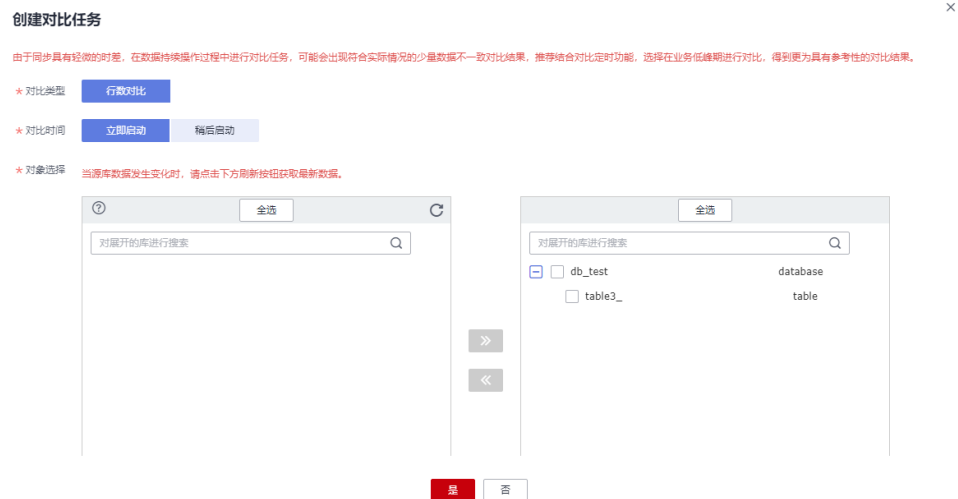 创建对比任务
由于同步具有轻微的时差，在数据持续操作过程中进行对比任务，可能会出现符合实际情况的少量数据不一致对比结果，推荐结合对比定时功能，选择在业务低峰期进行对比，得到更为具有参考性的对比结果。
* 对比类型 行数对比
* 对比时间 立即启动 稍后启动
* 对象选择 当源库数据发生变化时，请点击下方刷新按钮获取最新数据。
全选 全选
对展开的库进行搜索 对展开的库进行搜索
db_test database
table3_ table
是 否